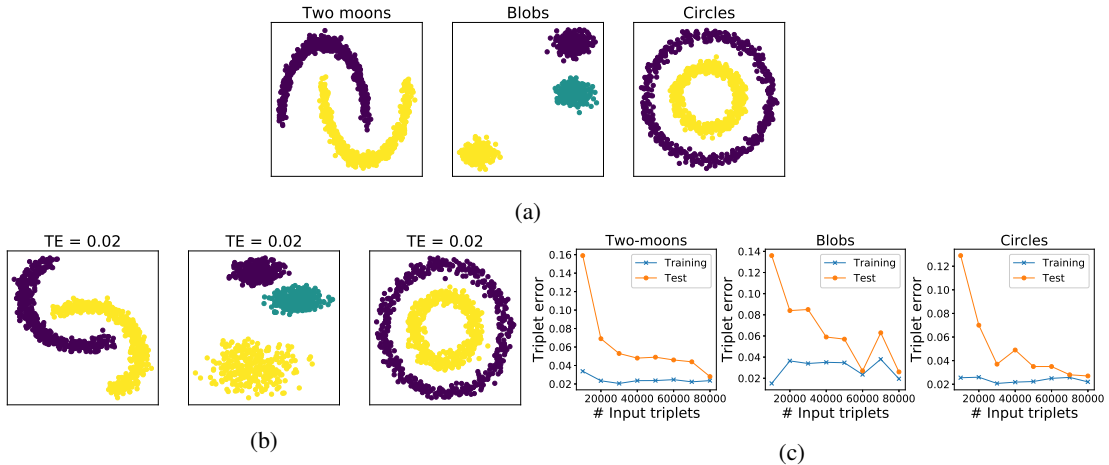 Two moons
Blobs
Circles
(a)
TE = 0.02
TE = 0.02
TE = 0.02
(b)
Two-moons
Triplet error
0.16
0.14
0.12
0.10
0.08
0.06
0.04
0.02
Training
Test
20000 40000 60000 80000
# Input triplets
Blobs
Triplet error
0.14
0.12
0.10
0.08
0.06
0.04
0.02
Training
Test
20000 40000 60000 80000
# Input triplets
Circles
Triplet error
0.12
0.10
0.08
0.06
0.04
0.02
Training
Test
20000 40000 60000 80000
# Input triplets
(c)